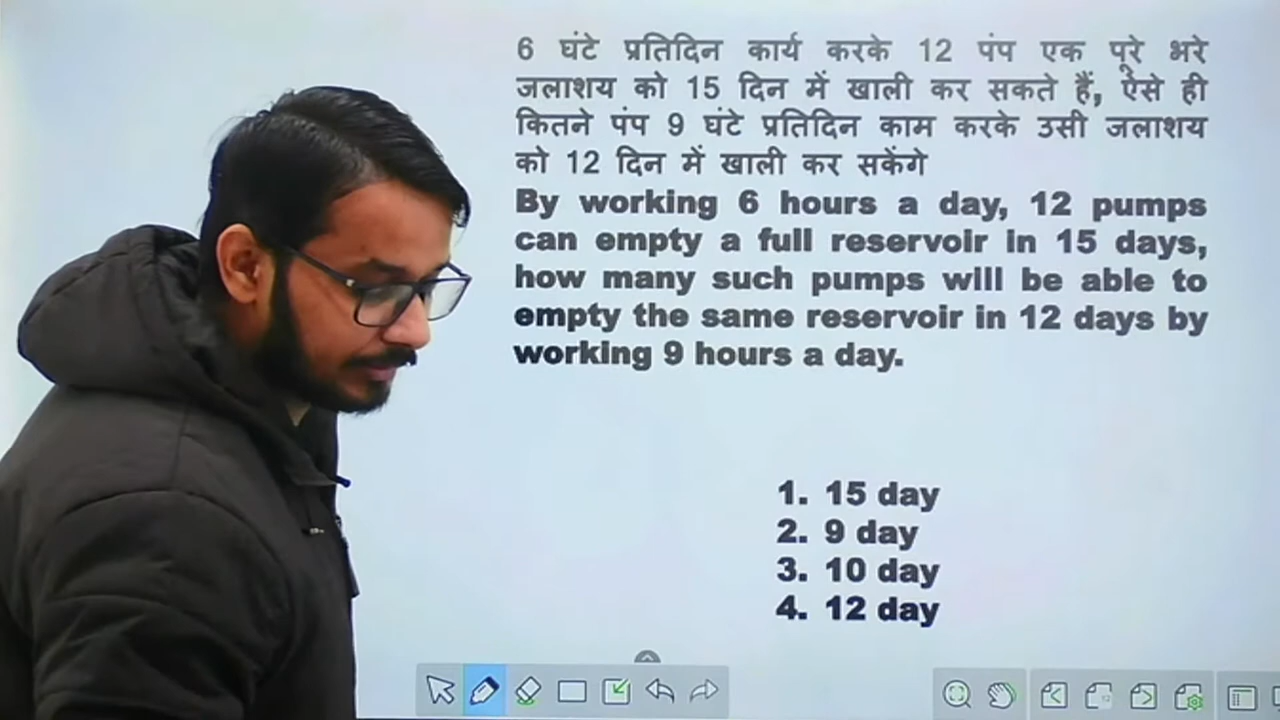 6 घंटे प्रतिदिन कार्य करके 12 पंप एक पूरे भरे
जलाशय को 15 दिन में खाली कर सकते हैं, ऐसे ही
कितने पंप 9 घंटे प्रतिदिन काम करके उसी जलाशय
को 12 दिन में खाली कर सकेंगे
By working 6 hours a day, 12 pumps
can empty a full reservoir in 15 days,
how many such pumps will be able to
empty the same reservoir in 12 days by
working 9 hours a day.
1. 15 day
2. 9 day
3. 10 day
4. 12 day